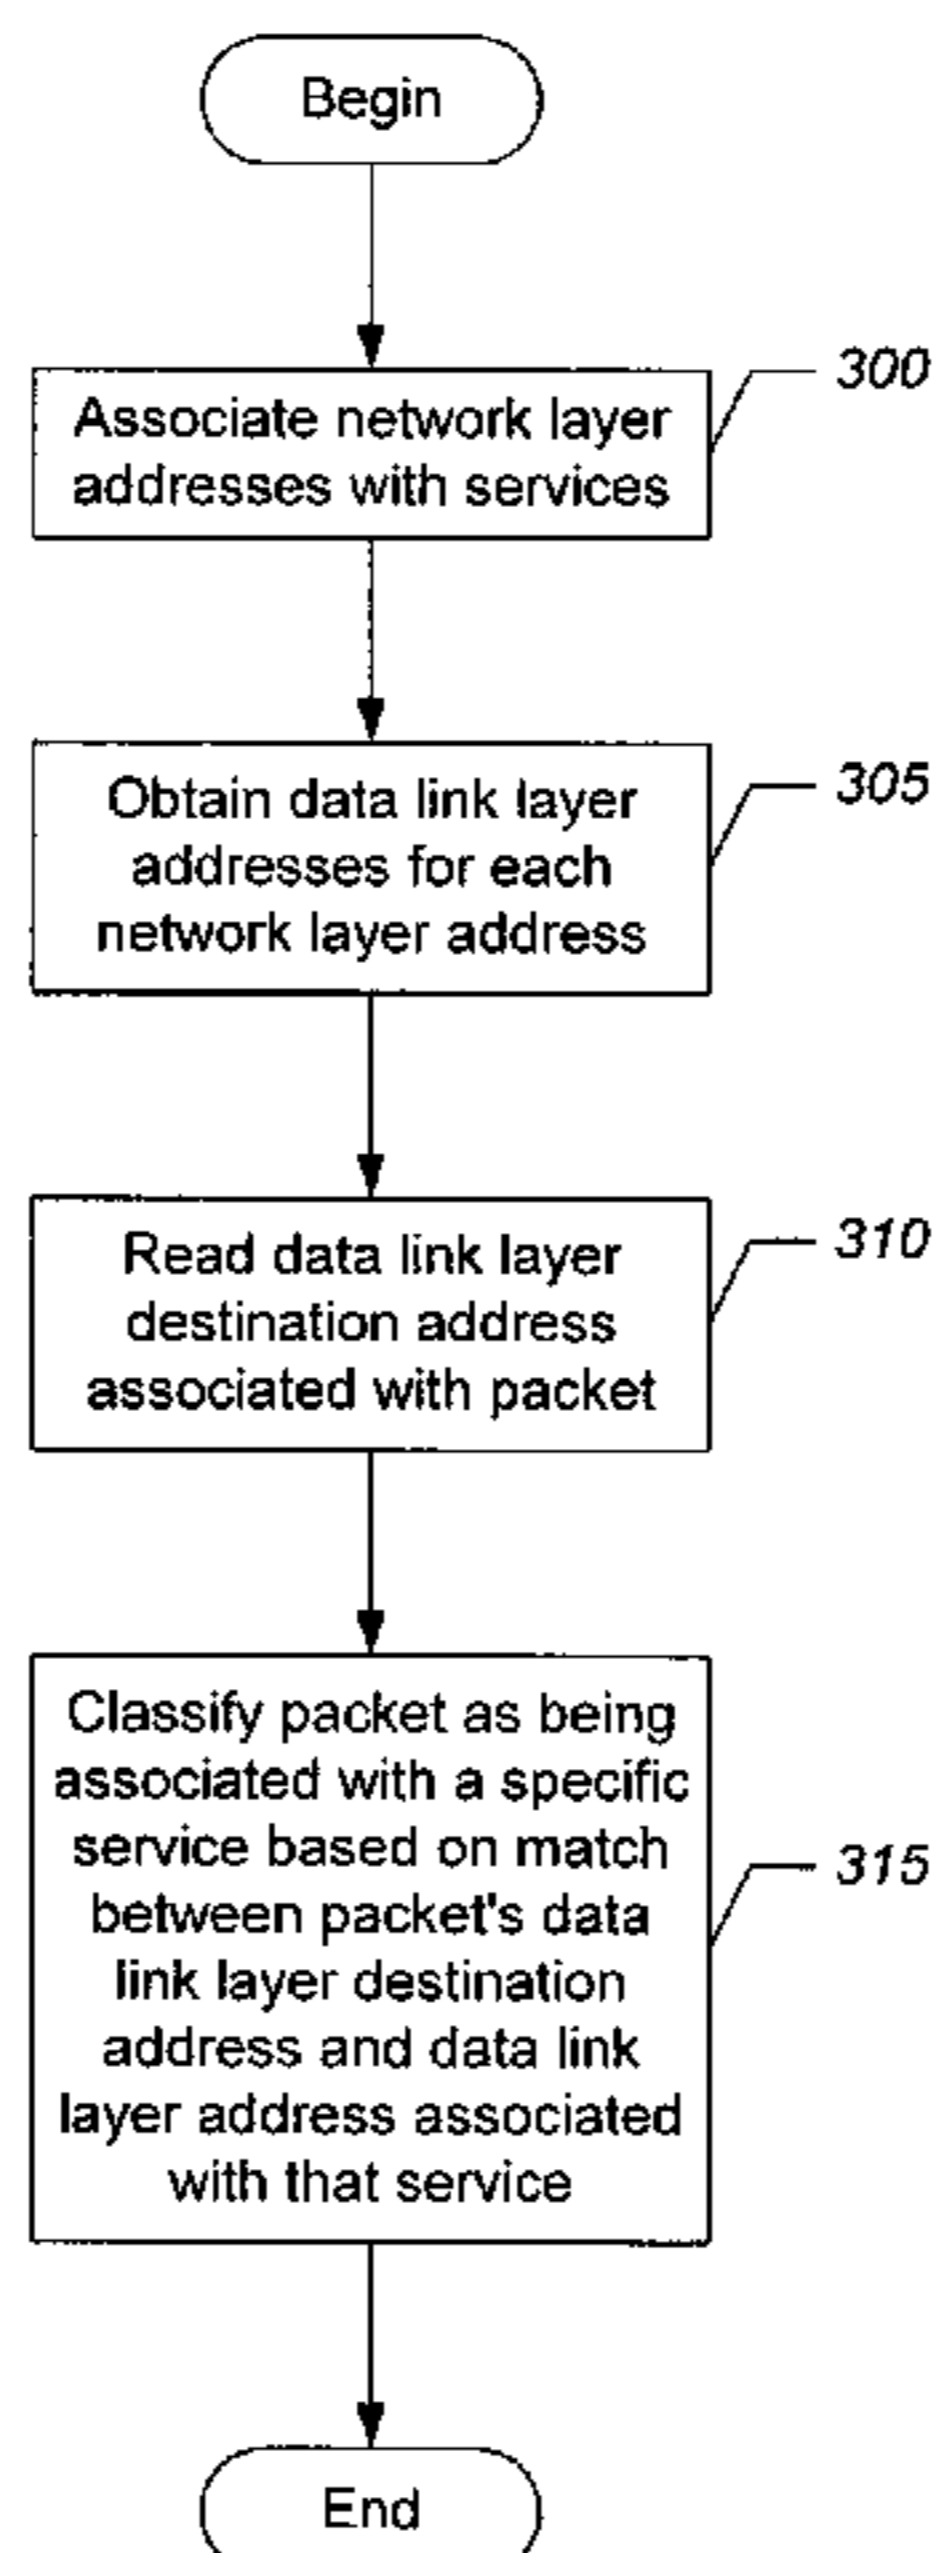 Begin
300
Associate network layer
addresses with services
305
Obtain data link layer
addresses for each
network layer address
310
Read data link layer
destination address
associated with packet
315
Classify packet as being
associated with a specific
service based on match
between packet's data
link layer destination
address and data link
layer address associated
with that service
End